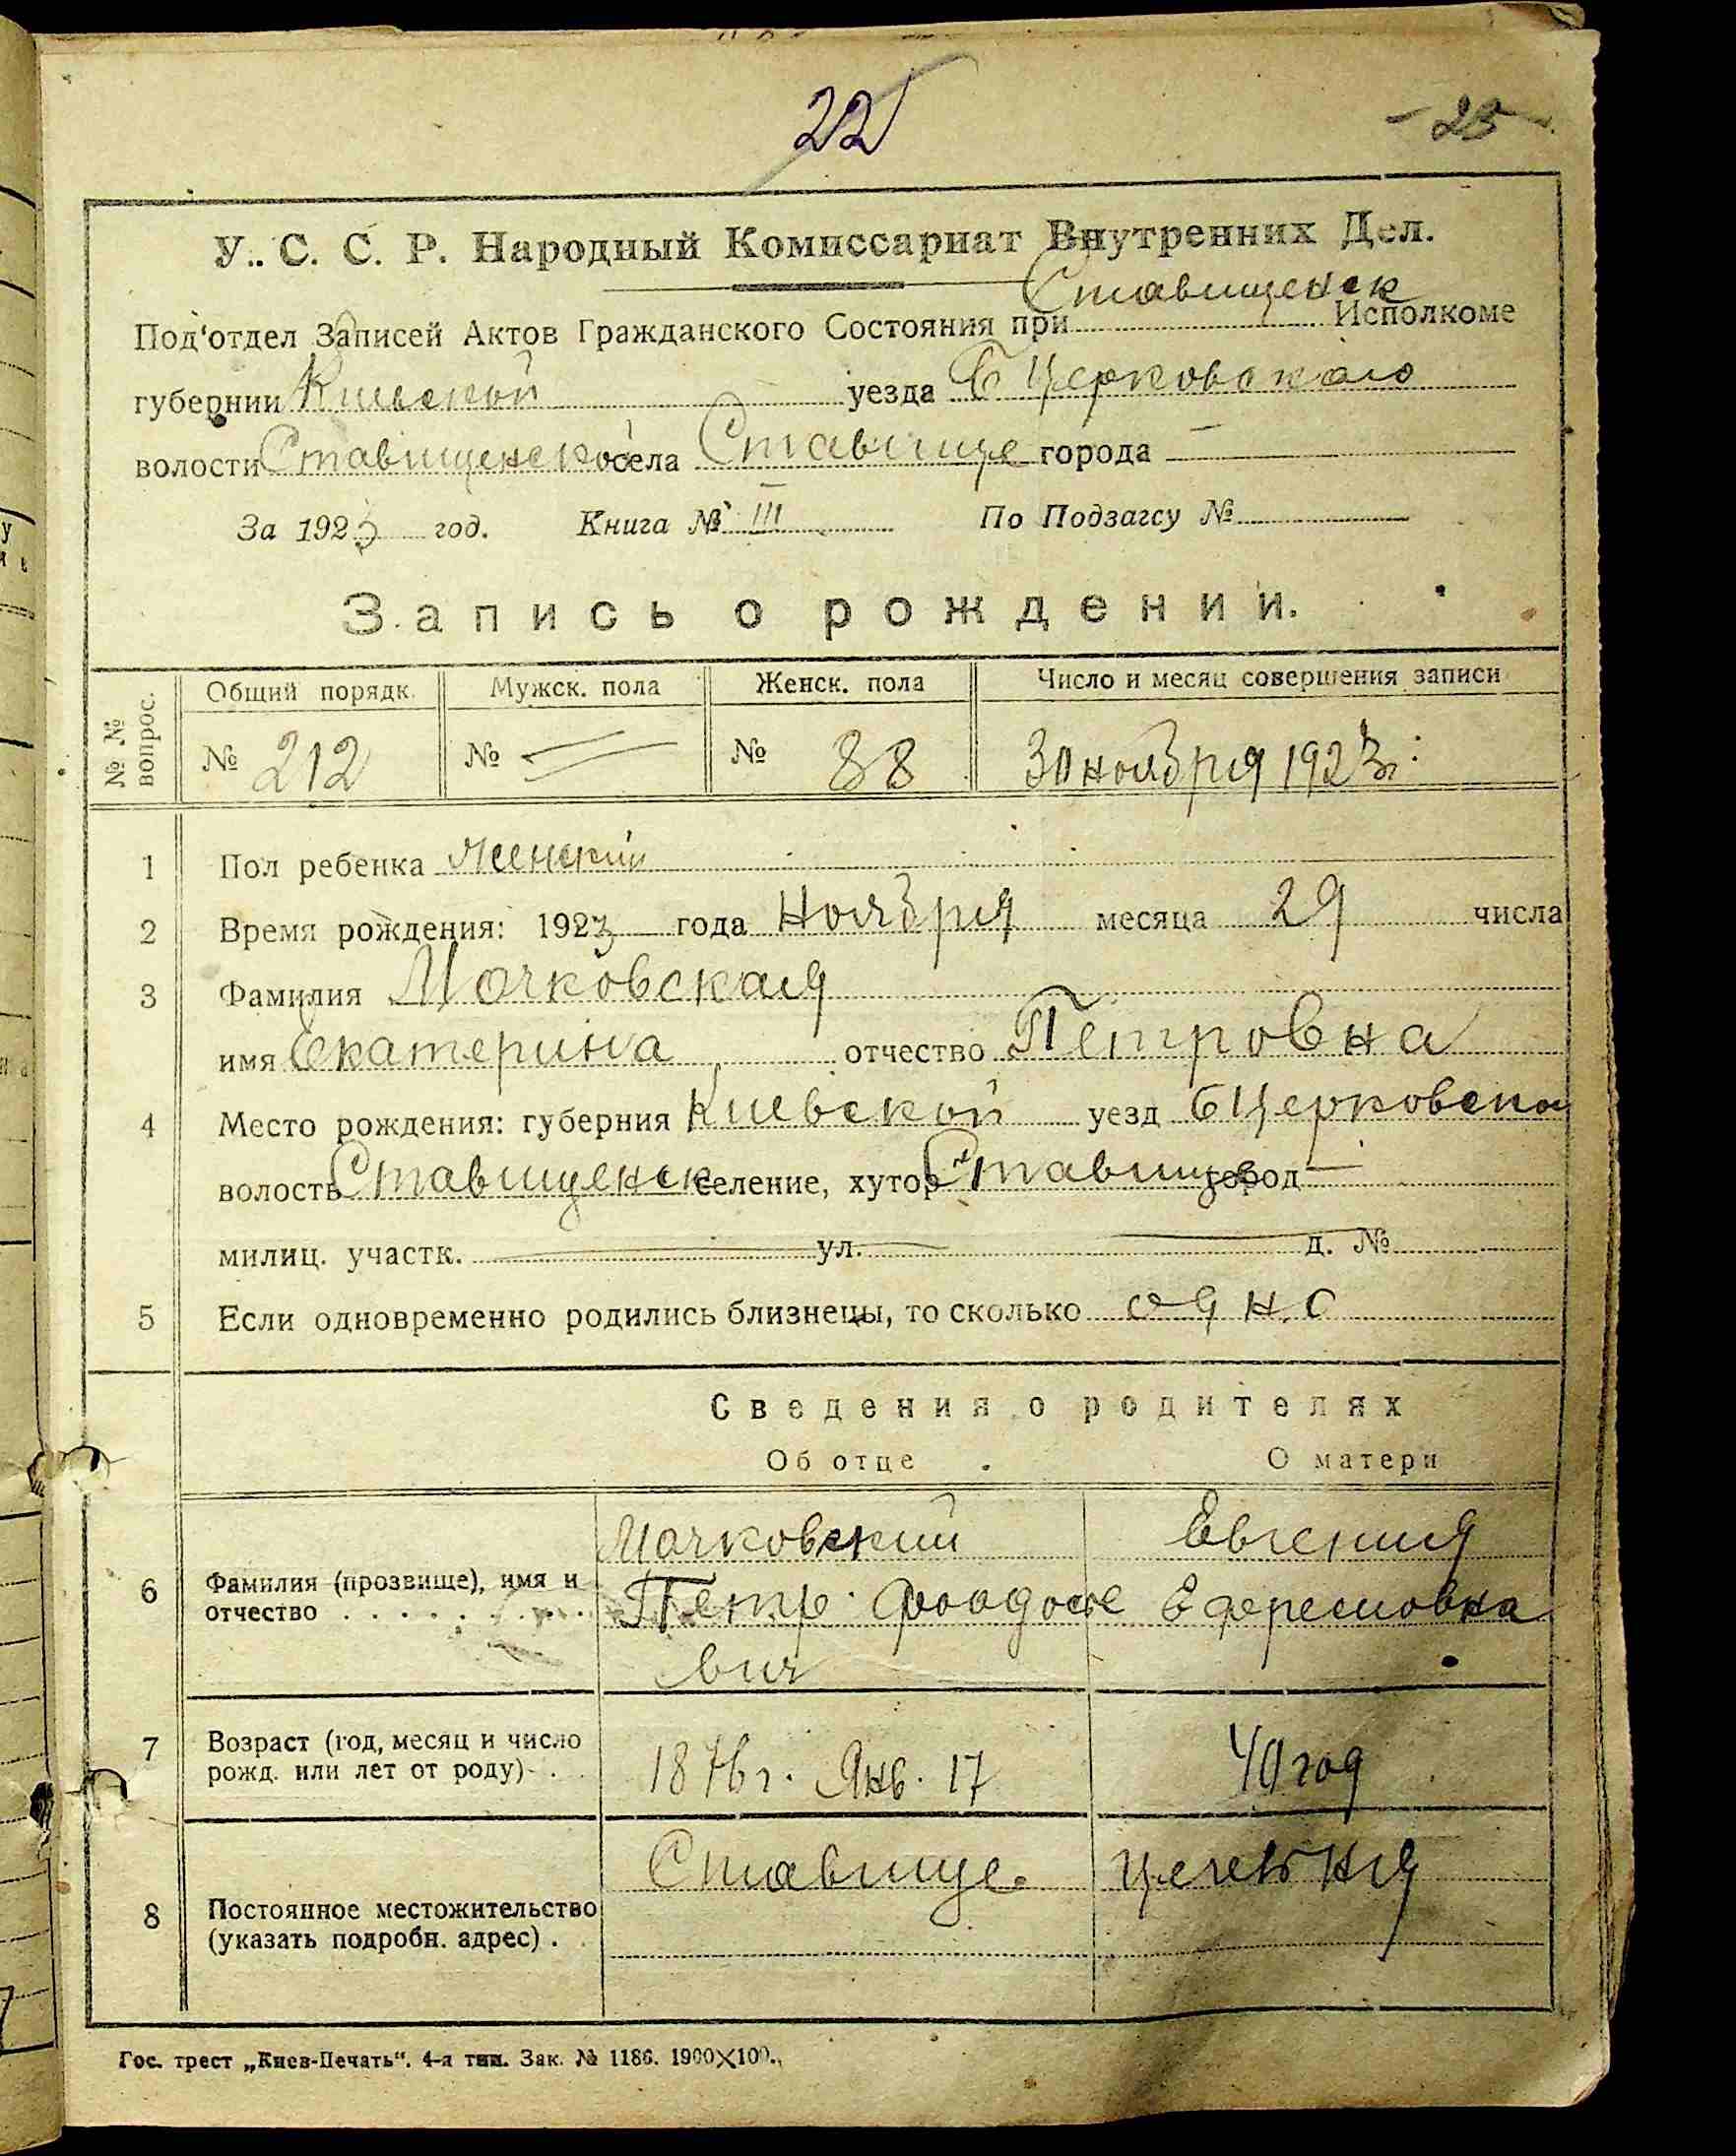 22
- 25 -
У. С. С. Р. Народный Комиссариат Внутренних Дел.
Под'отдел Записей Актов Гражданского Состояния при Ставищенск Исполкоме
губернии Киевской уезда Б Церковского
волости Ставищенской села Ставище города —
За 1923 год. Книга № III По Подзагсу №
Запись о рождении.
№ № вопрос. Общий порядк. Мужск. пола Женск. пола Число и месяц совершения записи
№ 212 № № 88 30 ноября 1923 г.
1 Пол ребенка женский
2 Время рождения: 1923 года Ноября месяца 29 числа
3 Фамилия Мочковская
имя Екатерина отчество Петровна
4 Место рождения: губерния Киевской уезд БЦерковска
волость Ставищенск селение, хутор Ставище город —
милиц. участк. — ул. — д. №
5 Если одновременно родились близнецы, то сколько одно
Сведения о родителях
Об отце О матери
Мочковский Евгения
6 Фамилия (прозвище), имя и отчество Петр Феодосе
вич
7 Возраст (год, месяц и число рожд. или лет от роду) 1876 г. Янв. 17 40 год
Ставище
8 Постоянное местожительство (указать подробн. адрес)
Гос. трест „Киев-Печать“. 4-я тип. Зак. № 1186. 1900×100.